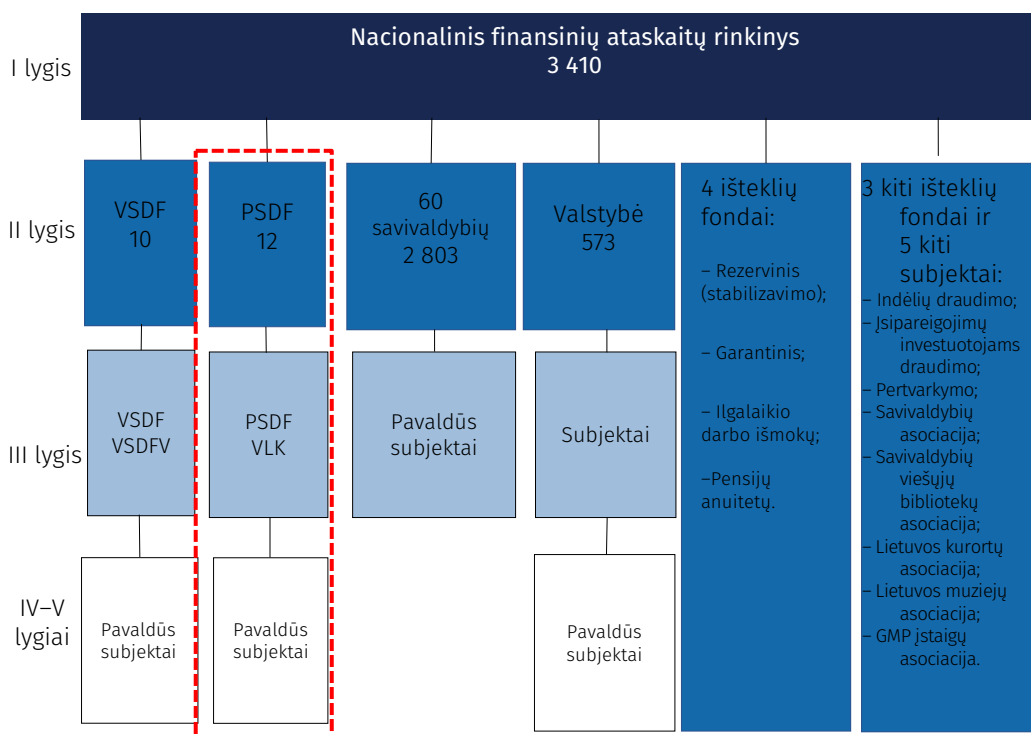 Nacionalinis finansinių ataskaitų rinkinys
3 410
I lygis
II lygis
VSDF
10
PSDF
12
60
savivaldybių
2 803
Valstybė
573
4 išteklių
fondai:
– Rezervinis
(stabilizavimo);
– Garantinis;
– Ilgalaikio
darbo išmokų;
–Pensijų
anuitetų.
3 kiti išteklių
fondai ir
5 kiti
subjektai:
– Indėlių draudimo;
– Įsipareigojimų
investuotojams
draudimo;
– Pertvarkymo;
– Savivaldybių
asociacija;
– Savivaldybių
viešųjų
bibliotekų
asociacija;
– Lietuvos kurortų
asociacija;
– Lietuvos muziejų
asociacija;
– GMP įstaigų
asociacija.
III lygis
VSDF
VSDFV
PSDF
VLK
Pavaldūs
subjektai
Subjektai
IV–V
lygiai
Pavaldūs
subjektai
Pavaldūs
subjektai
Pavaldūs
subjektai